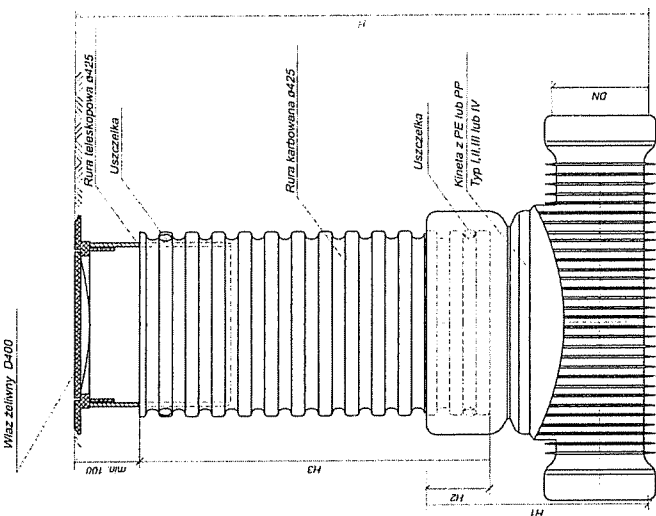 Właz żeliwny D400
Rura teleskopowa ø425
Uszczelka
Rura karbowana ø425
Uszczelka
Kineta z PE lub PP
Typ I,II,III lub IV
H
DN
min. 100
H3
H2
H1